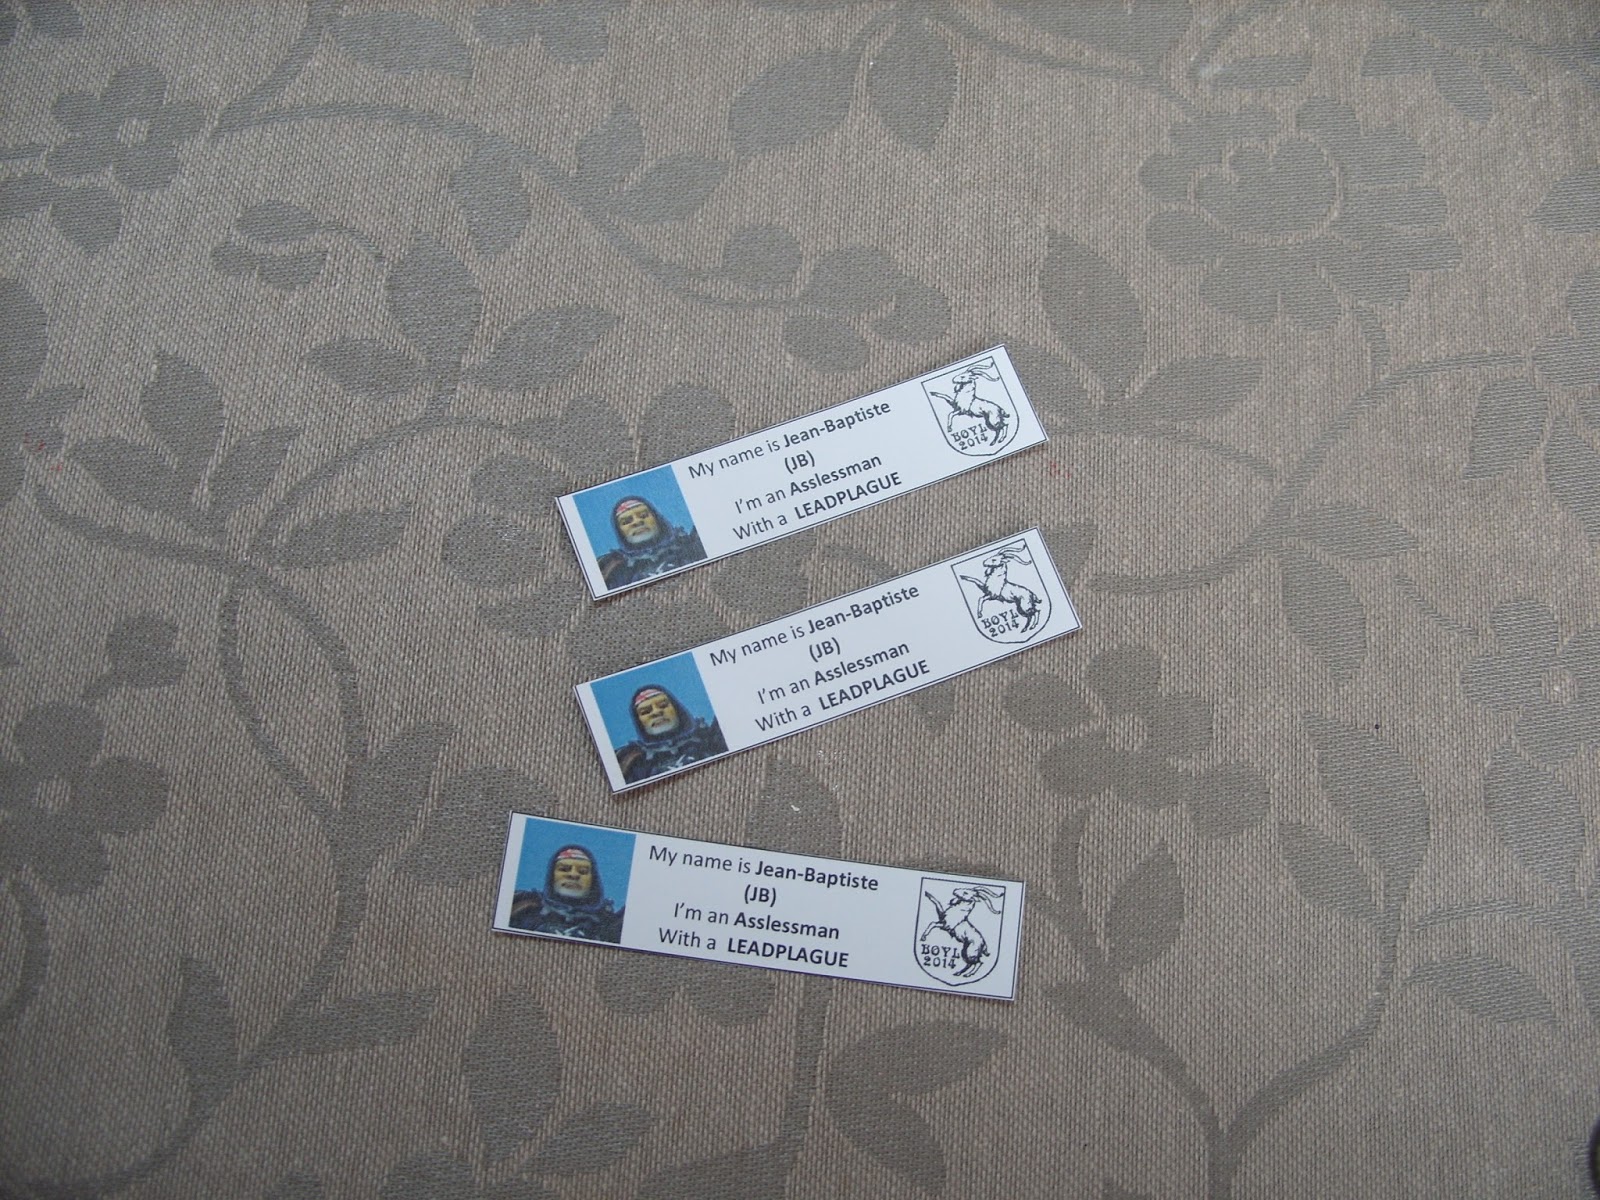 My name is Jean-Baptiste
(JB)
I'm an Asslessman
With a LEADPLAGUE
BOYL
2014
My name is Jean-Baptiste
(JB)
I'm an Asslessman
With a LEADPLAGUE
BOYL
2014
My name is Jean-Baptiste
(JB)
I'm an Asslessman
With a LEADPLAGUE
BOYL
2014